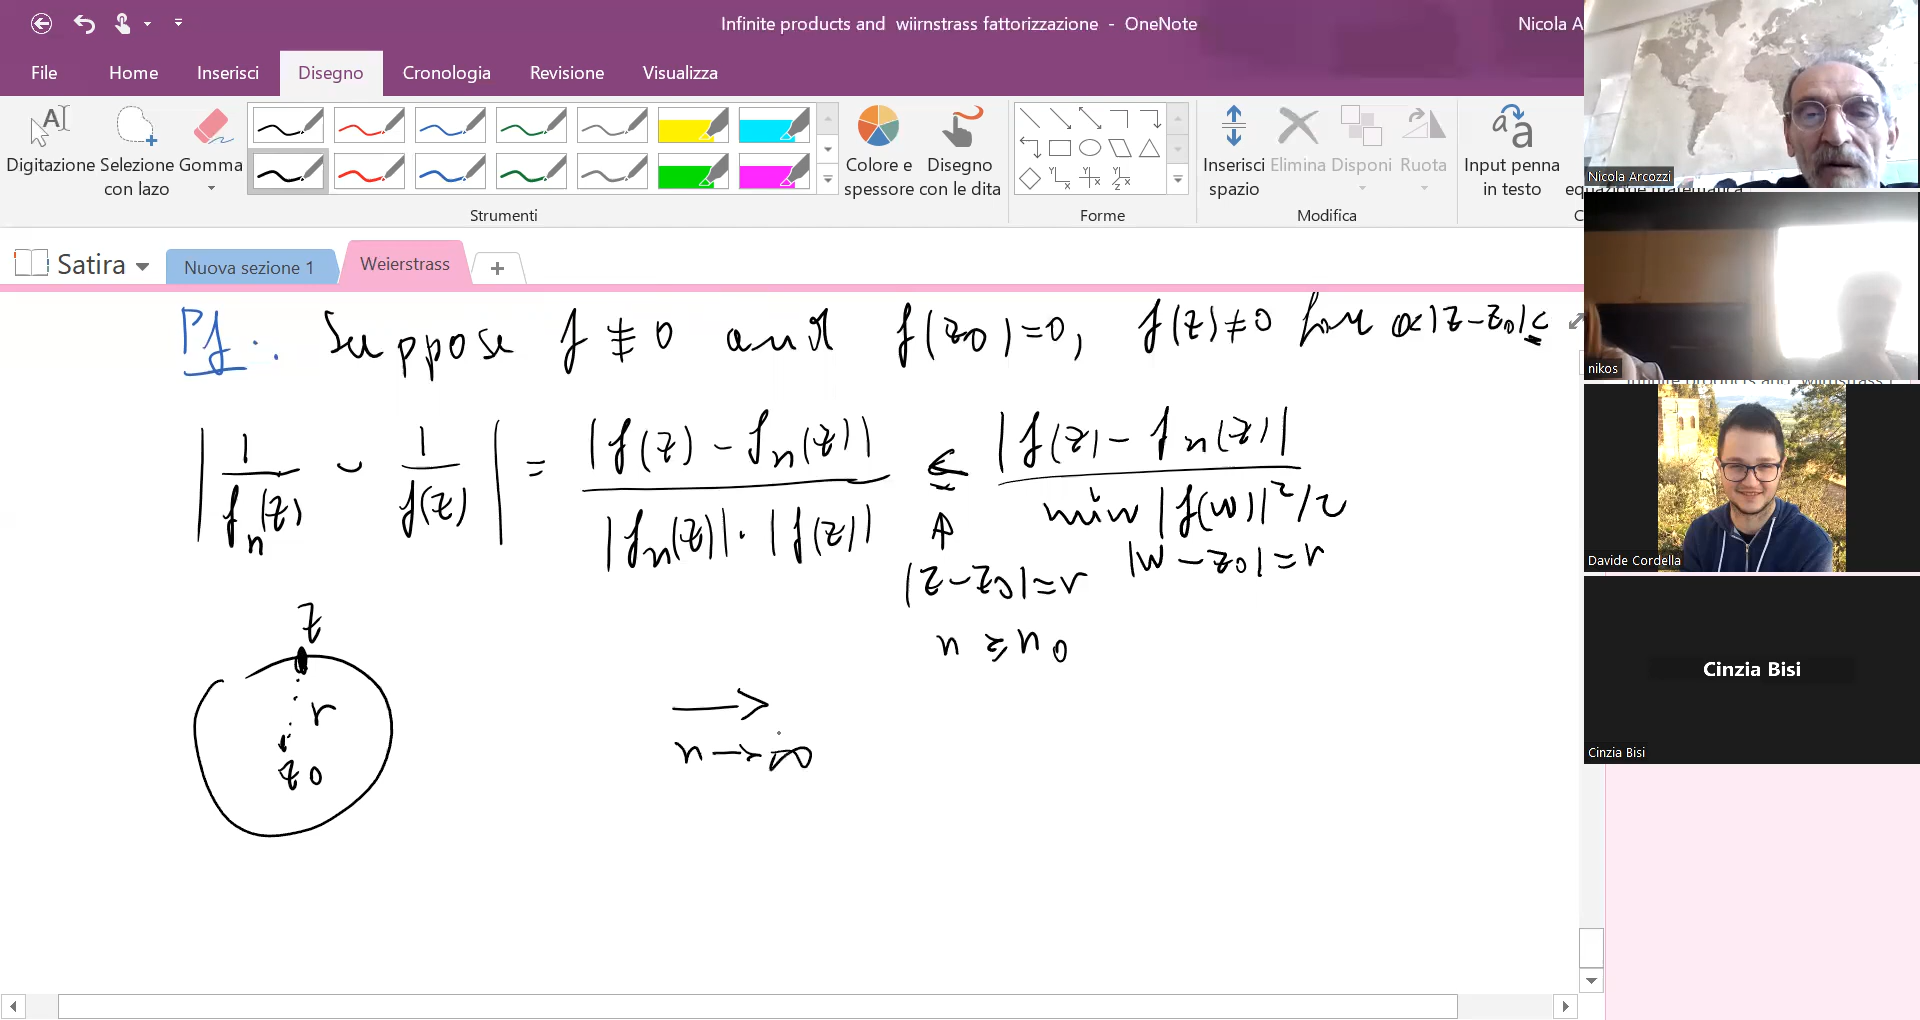 Infinite products and wiirnstrass fattorizzazione - OneNote
Nicola A
File Home Inserisci Disegno Cronologia Revisione Visualizza
Digitazione
Selezione con lazo
Gomma
Colore e spessore
Disegno con le dita
Inserisci spazio
Elimina
Disponi
Ruota
Input penna in testo
Strumenti
Forme
Modifica
Satira
Nuova sezione 1
Weierstrass
Pf: Suppose f ≢ 0 and f(z0)=0, f(z)≠0 for 0<|z-z0|≤
|1/fn(z) - 1/f(z)| = |f(z) - fn(z)| / |fn(z)|·|f(z)| ≤ |f(z) - fn(z)| / min |f(w)|²/2
|w-z0|=r
|z-z0|=r
n ≥ n0
z
r
z0
→
n→∞
Nicola Arcozzi
nikos
Davide Cordella
Cinzia Bisi
Cinzia Bisi